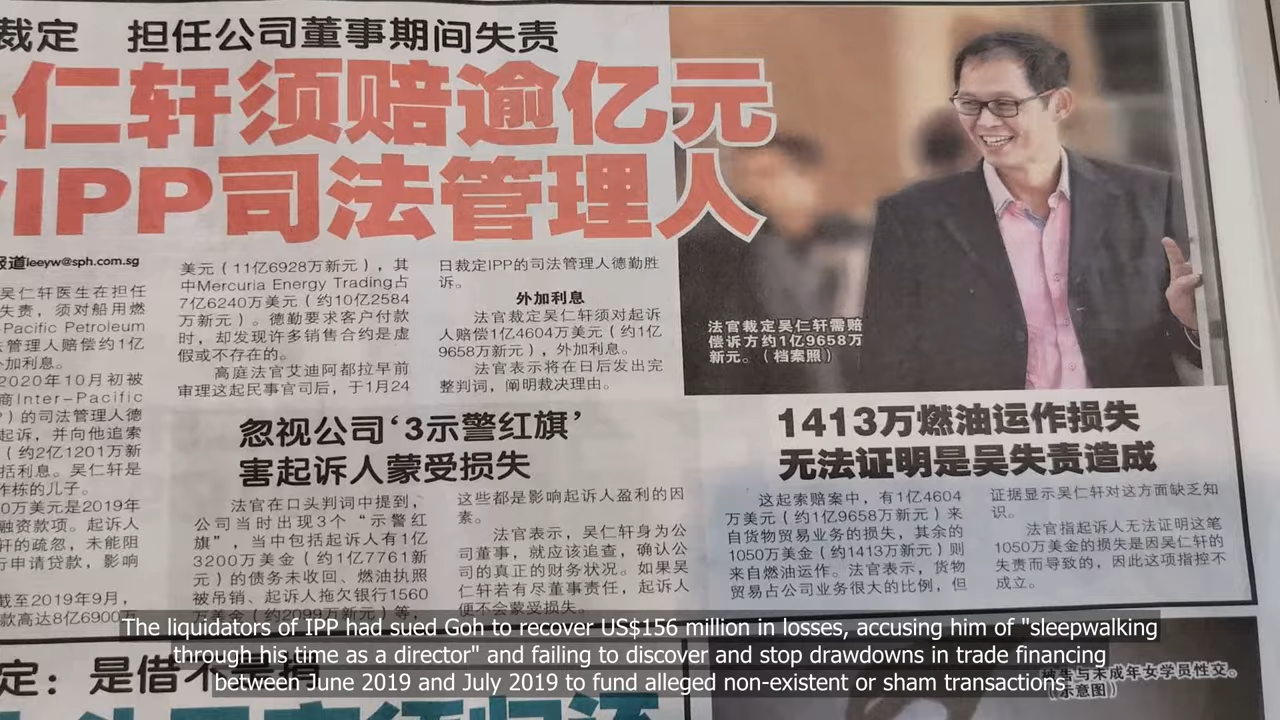 裁定 担任公司董事期间失责
仁轩须赔逾亿元
IPP司法管理人
报道leeyw@sph.com.sg
吴仁轩医生在担任
失责，须对船用燃
-Pacific Petroleum
法管理人赔偿约1亿
外加利息。
2020年10月初被
商Inter-Pacific
）的司法管理人德
起诉，并向他追索
（约2亿1201万新
括利息。吴仁轩是
作栋的儿子。
0万美元是2019年
融资款项。起诉人
轩的疏忽，未能阻
行申请贷款，影响
截至2019年9月，
款高达8亿6900万
美元（11亿6928万新元），其
中Mercuria Energy Trading占
7亿6240万美元（约10亿2584
万新元）。德勤要求客户付款
时，却发现许多销售合约是虚
假或不存在的。
高庭法官艾迪阿都拉早前
审理这起民事官司后，于1月24
日裁定IPP的司法管理人德勤胜
诉。
外加利息
法官裁定吴仁轩须对起诉
人赔偿1亿4604万美元（约1亿
9658万新元），外加利息。
法官表示将在日后发出完
整判词，阐明裁决理由。
法官裁定吴仁轩需赔
偿诉方约1亿9658万
新元。（档案照）
忽视公司‘3示警红旗’
害起诉人蒙受损失
法官在口头判词中提到，
公司当时出现3个“示警红
旗”，当中包括起诉人有1亿
3200万美金（约1亿7761新
元）的债务未收回、燃油执照
被吊销、起诉人拖欠银行1560
万美金（约2099万新元）等，
这些都是影响起诉人盈利的因
素。
法官表示，吴仁轩身为公
司董事，就应该追查，确认公
司的真正的财务状况。如果吴
仁轩若有尽董事责任，起诉人
便不会蒙受损失。
1413万燃油运作损失
无法证明是吴失责造成
这起索赔案中，有1亿4604
万美元（约1亿9658万新元）来
自货物贸易业务的损失，其余的
1050万美金（约1413万新元）则
来自燃油运作。法官表示，货物
贸易占公司业务很大的比例，但
证据显示吴仁轩对这方面缺乏知
识。
法官指起诉人无法证明这笔
1050万美金的损失是因吴仁轩的
失责而导致的，因此这项指控不
成立。
The liquidators of IPP had sued Goh to recover US$156 million in losses, accusing him of "sleepwalking
through his time as a director" and failing to discover and stop drawdowns in trade financing
between June 2019 and July 2019 to fund alleged non-existent or sham transactions.
定：是借不是
与未成年女学员性交。
（示意图）